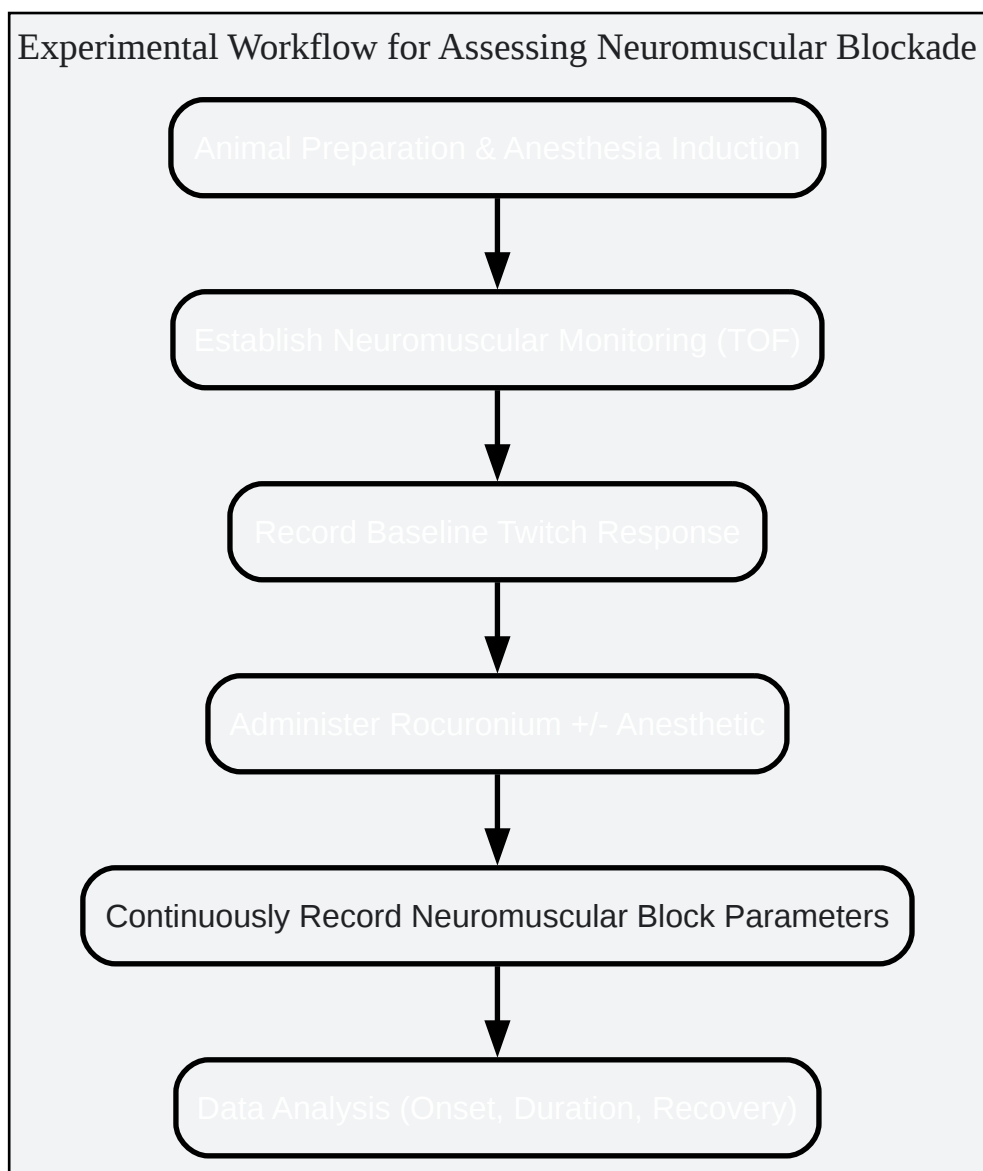 Experimental Workflow for Assessing Neuromuscular Blockade
Animal Preparation & Anesthesia Induction
Establish Neuromuscular Monitoring (TOF)
Record Baseline Twitch Response
Administer Rocuronium +/- Anesthetic
Continuously Record Neuromuscular Block Parameters
Data Analysis (Onset, Duration, Recovery)